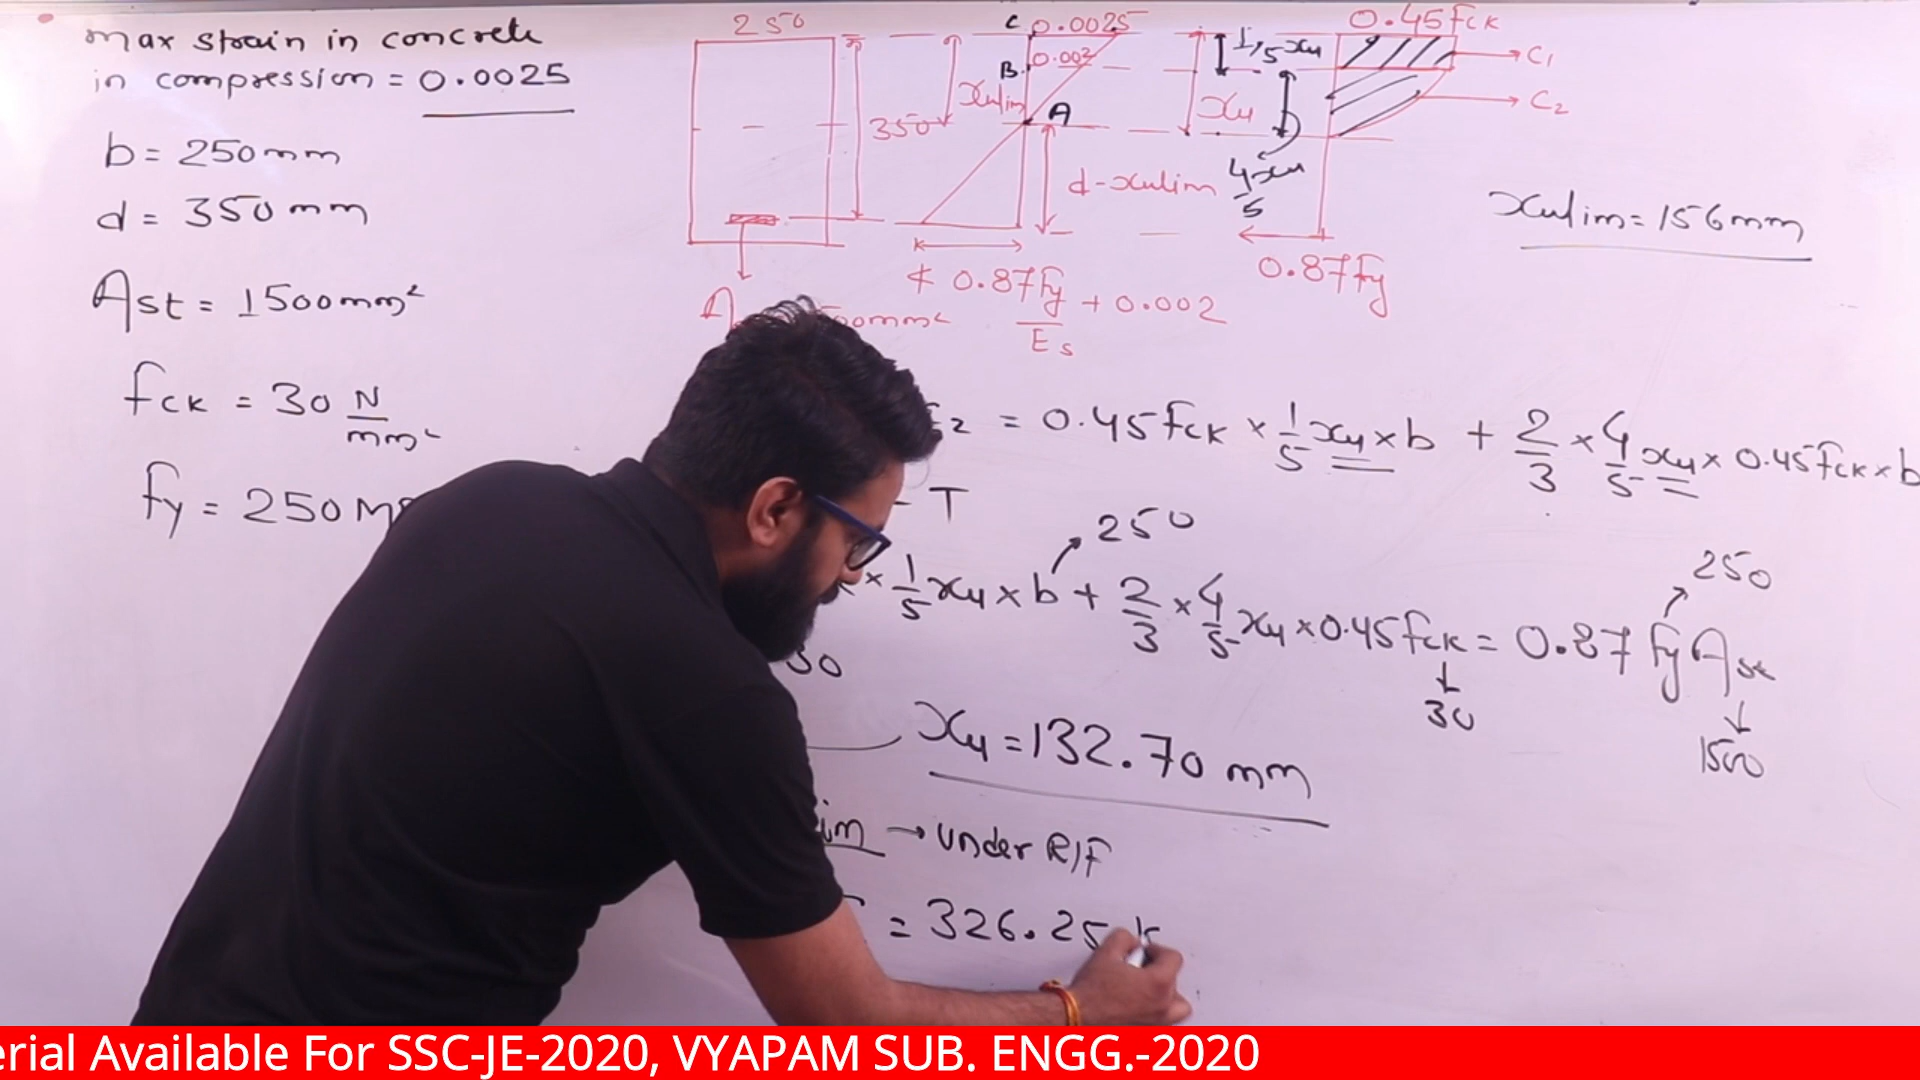 max strain in concrete
in compression = 0.0025
b = 250mm
d = 350mm
Ast = 1500mm²
fck = 30 N/mm²
fy = 250 M
250
350
C 0.0025
B 0.002
xulim
A
d-xulim
¢ 0.87fy/Es + 0.002
0.45fck
1/5 xu
xu
4xu/5
C1
C2
0.87fy
xulim = 156mm
= 0.45fck × 1/5 xu × b + 2/3 × 4/5 xu × 0.45fck × b
T
250
× 1/5 xu × b + 2/3 × 4/5 xu × 0.45fck = 0.87 fy Ast
250
30
30
1500
xu = 132.70 mm
im → under R/F
= 326.25 k
erial Available For SSC-JE-2020, VYAPAM SUB. ENGG.-2020